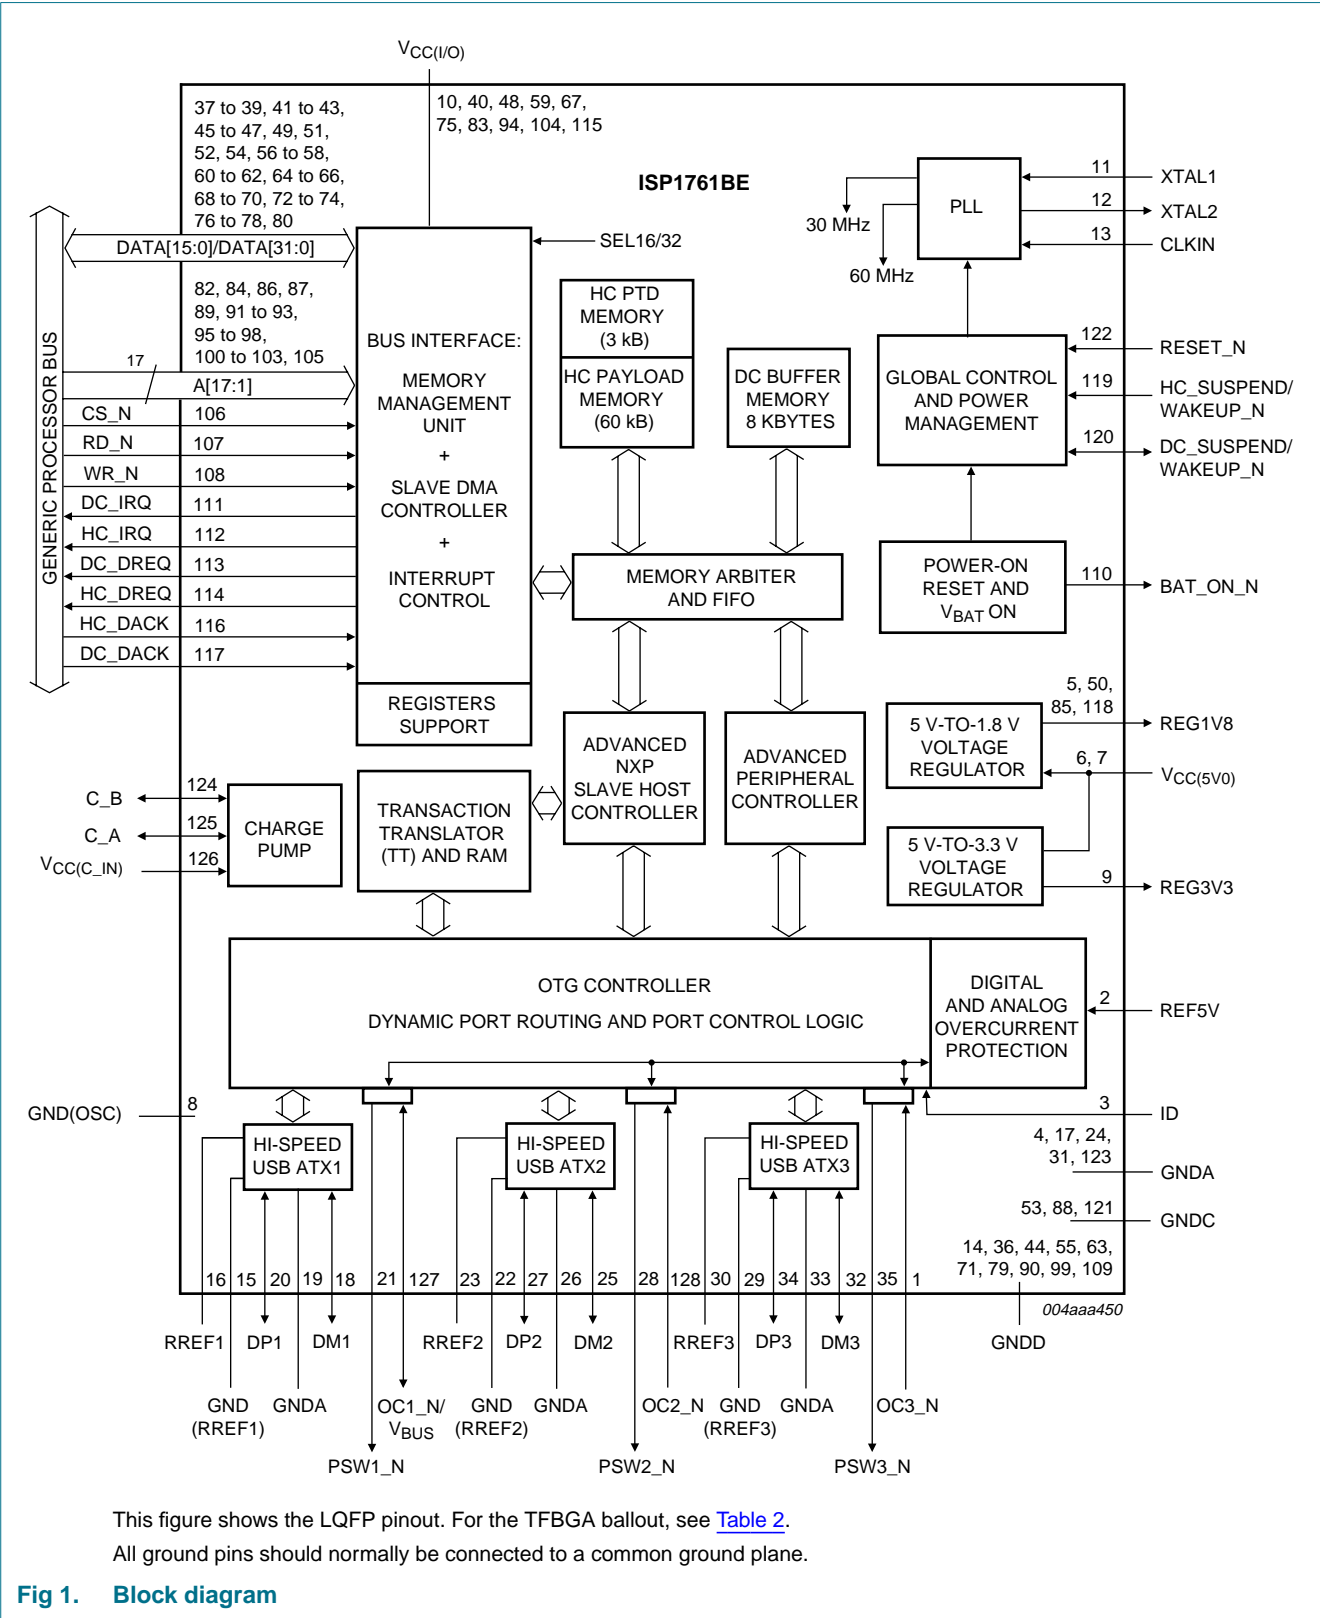 VCC(I/O)
37 to 39, 41 to 43,
45 to 47, 49, 51,
52, 54, 56 to 58,
60 to 62, 64 to 66,
68 to 70, 72 to 74,
76 to 78, 80
10, 40, 48, 59, 67,
75, 83, 94, 104, 115
ISP1761BE
PLL
11
XTAL1
12
XTAL2
13
CLKIN
30 MHz
60 MHz
SEL16/32
DATA[15:0]/DATA[31:0]
82, 84, 86, 87,
89, 91 to 93,
95 to 98,
100 to 103, 105
17
A[17:1]
GENERIC PROCESSOR BUS
CS_N
106
RD_N
107
WR_N
108
DC_IRQ
111
HC_IRQ
112
DC_DREQ
113
HC_DREQ
114
HC_DACK
116
DC_DACK
117
BUS INTERFACE:
MEMORY
MANAGEMENT
UNIT
+
SLAVE DMA
CONTROLLER
+
INTERRUPT
CONTROL
REGISTERS
SUPPORT
HC PTD
MEMORY
(3 kB)
HC PAYLOAD
MEMORY
(60 kB)
DC BUFFER
MEMORY
8 KBYTES
GLOBAL CONTROL
AND POWER
MANAGEMENT
122
RESET_N
119
HC_SUSPEND/
WAKEUP_N
120
DC_SUSPEND/
WAKEUP_N
MEMORY ARBITER
AND FIFO
POWER-ON
RESET AND
VBAT ON
110
BAT_ON_N
5, 50,
85, 118
5 V-TO-1.8 V
VOLTAGE
REGULATOR
REG1V8
6, 7
VCC(5V0)
5 V-TO-3.3 V
VOLTAGE
REGULATOR
9
REG3V3
ADVANCED
NXP
SLAVE HOST
CONTROLLER
ADVANCED
PERIPHERAL
CONTROLLER
C_B
124
C_A
125
VCC(C_IN)
126
CHARGE
PUMP
TRANSACTION
TRANSLATOR
(TT) AND RAM
OTG CONTROLLER
DYNAMIC PORT ROUTING AND PORT CONTROL LOGIC
DIGITAL
AND ANALOG
OVERCURRENT
PROTECTION
2
REF5V
GND(OSC)
8
3
ID
HI-SPEED
USB ATX1
HI-SPEED
USB ATX2
HI-SPEED
USB ATX3
4, 17, 24,
31, 123
GNDA
53, 88, 121
GNDC
14, 36, 44, 55, 63,
71, 79, 90, 99, 109
16 15 20 19 18 21 127 23 22 27 26 25 28 128 30 29 34 33 32 35 1
004aaa450
RREF1 DP1 DM1 RREF2 DP2 DM2 RREF3 DP3 DM3 GNDD
GND
(RREF1)
GNDA
OC1_N/
VBUS
GND
(RREF2)
GNDA
OC2_N
GND
(RREF3)
GNDA
OC3_N
PSW1_N PSW2_N PSW3_N
This figure shows the LQFP pinout. For the TFBGA ballout, see Table 2.
All ground pins should normally be connected to a common ground plane.
Fig 1. Block diagram